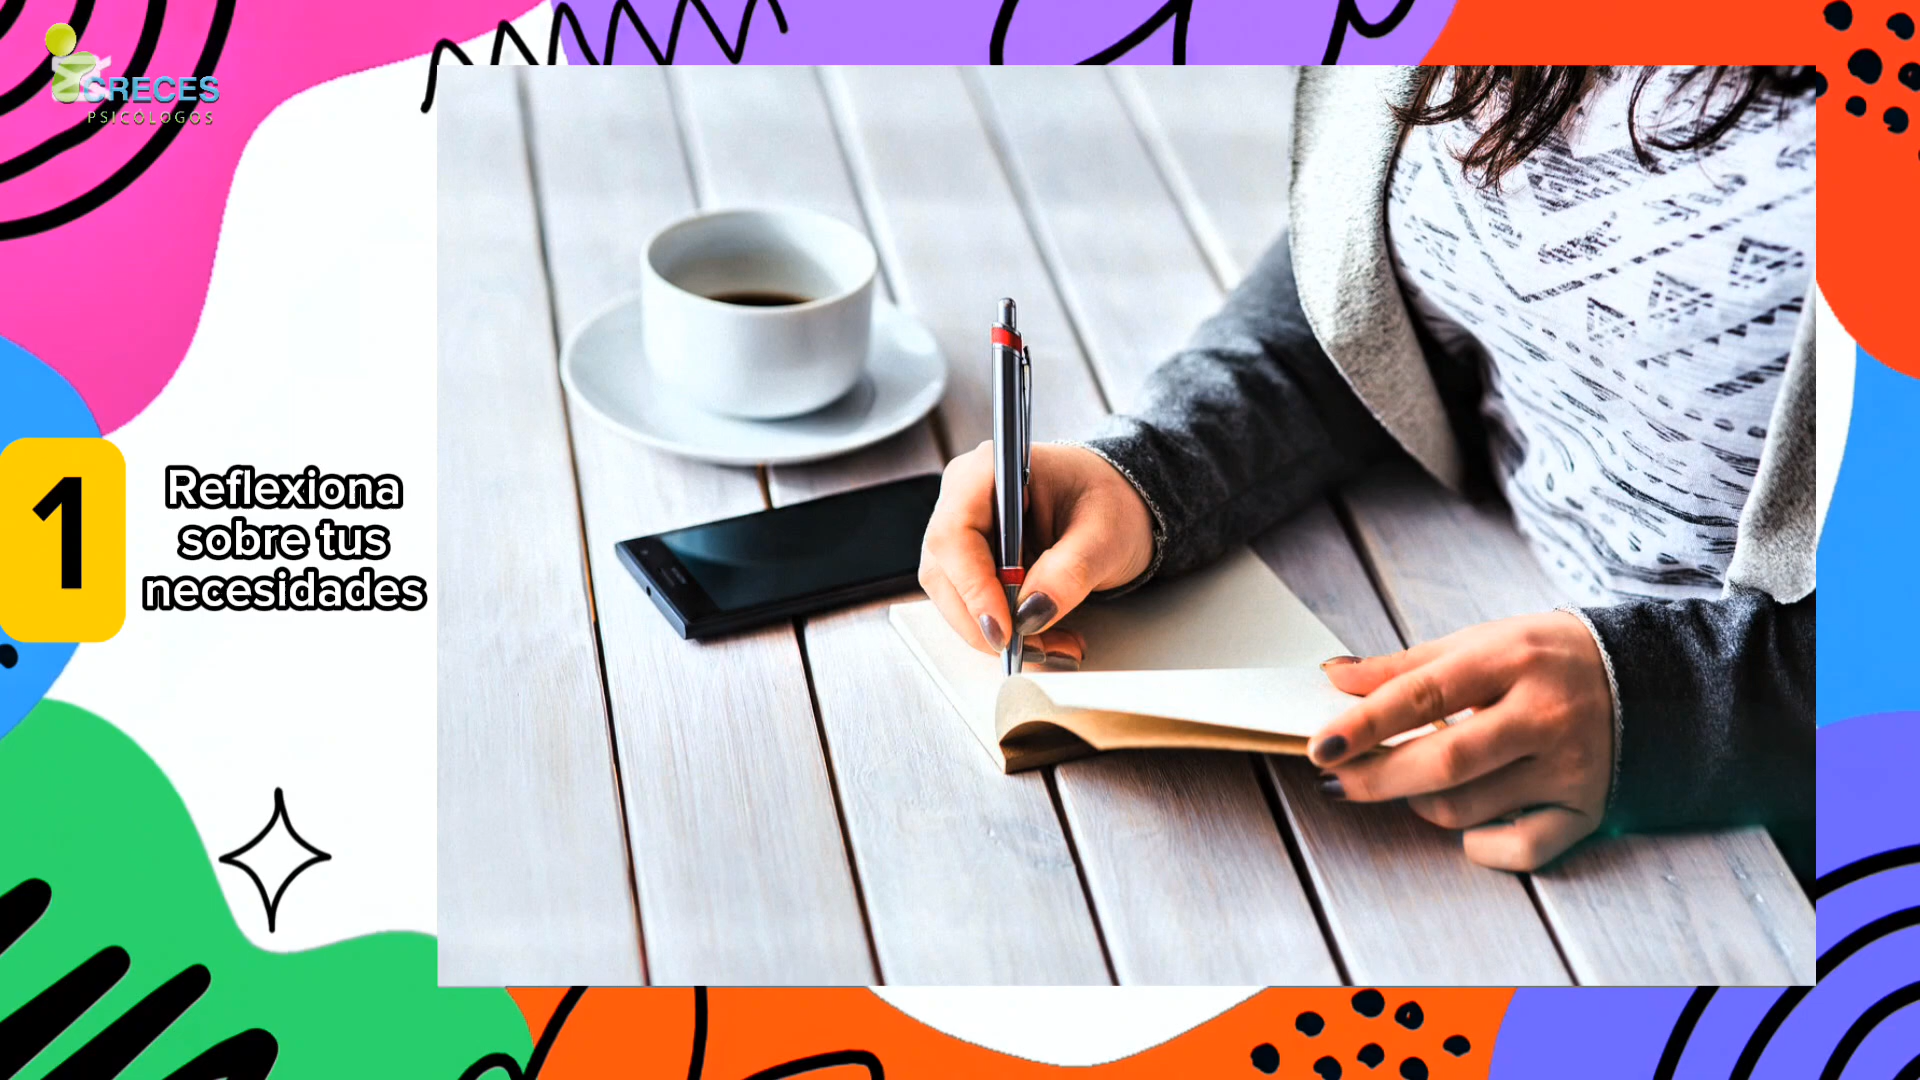 CRECES
PSICÓLOGOS
1
Reflexiona
sobre tus
necesidades